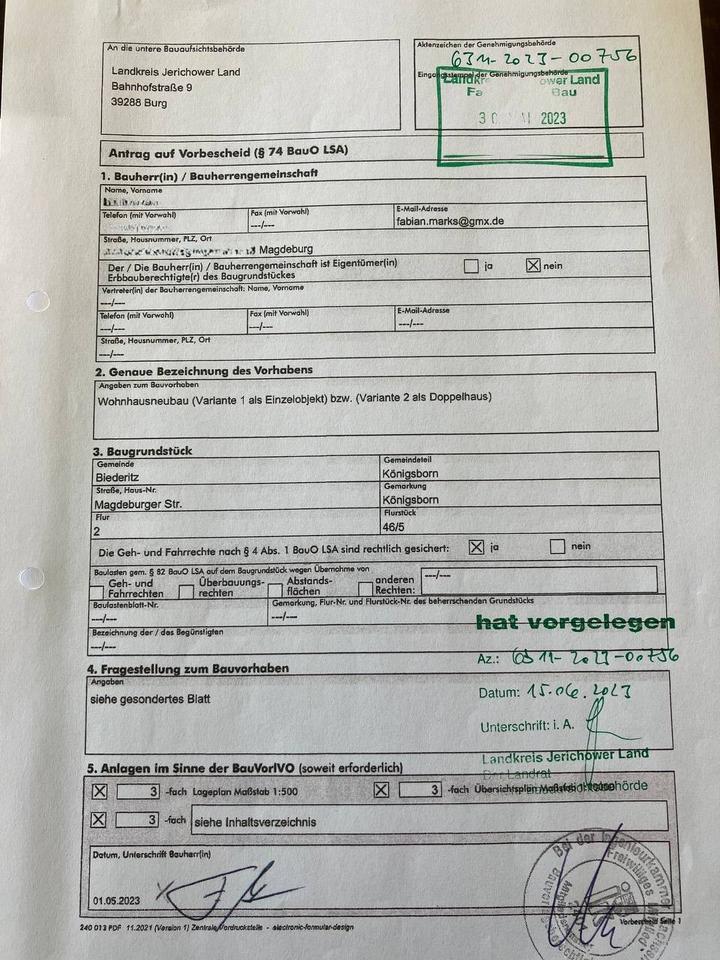 An die untere Bauaufsichtsbehörde
Landkreis Jerichower Land
Bahnhofstraße 9
39288 Burg
Aktenzeichen der Genehmigungsbehörde
6311-2023-00756
Eingangsstempel der Genehmigungsbehörde
Landkr ower Land
Fa Bau
2023
Antrag auf Vorbescheid (§ 74 BauO LSA)
1. Bauherr(in) / Bauherrengemeinschaft
Name, Vorname
Telefon (mit Vorwahl) Fax (mit Vorwahl) E-Mail-Adresse
---/--- fabian.marks@gmx.de
Straße, Hausnummer, PLZ, Ort
Magdeburg
Der / Die Bauherr(in) / Bauherrengemeinschaft ist Eigentümer(in) ja nein
Erbbauberechtigte(r) des Baugrundstückes
Vertreter(in) der Bauherrengemeinschaft: Name, Vorname
---/---
Telefon (mit Vorwahl) Fax (mit Vorwahl) E-Mail-Adresse
---/--- ---/--- ---/---
Straße, Hausnummer, PLZ, Ort
---/---
2. Genaue Bezeichnung des Vorhabens
Angaben zum Bauvorhaben
Wohnhausneubau (Variante 1 als Einzelobjekt) bzw. (Variante 2 als Doppelhaus)
3. Baugrundstück
Gemeinde Gemeindeteil
Biederitz Königsborn
Straße, Haus-Nr. Gemarkung
Magdeburger Str. Königsborn
Flur Flurstück
2 46/5
Die Geh- und Fahrrechte nach § 4 Abs. 1 BauO LSA sind rechtlich gesichert: ja nein
Baulasten gem. § 82 BauO LSA auf dem Baugrundstück wegen Übernahme von
Geh- und Fahrrechten Überbauungs-rechten Abstands-flächen anderen Rechten: ---/---
Baulastenblatt-Nr. Gemarkung, Flur-Nr. und Flurstück-Nr. des beherrschenden Grundstücks
---/--- ---/---
Bezeichnung der / des Begünstigten
---/---
hat vorgelegen
Az.: 6311-2023-00756
Datum: 15.06.2023
Unterschrift: i. A.
Landkreis Jerichower Land
Der Landrat
4. Fragestellung zum Bauvorhaben
Angaben
siehe gesondertes Blatt
5. Anlagen im Sinne der BauVorlVO (soweit erforderlich)
3 -fach Lageplan Maßstab 1:500 3 -fach Übersichtsplan
3 -fach siehe Inhaltsverzeichnis
Datum, Unterschrift Bauherr(in)
01.05.2023
Bei der Ingenieurkammer
Freiwilliges Mitglied
Seite 1
240 013 PDF 11.2021 (Version 1) Zentrale Vordruckstelle - electronic-formular-design